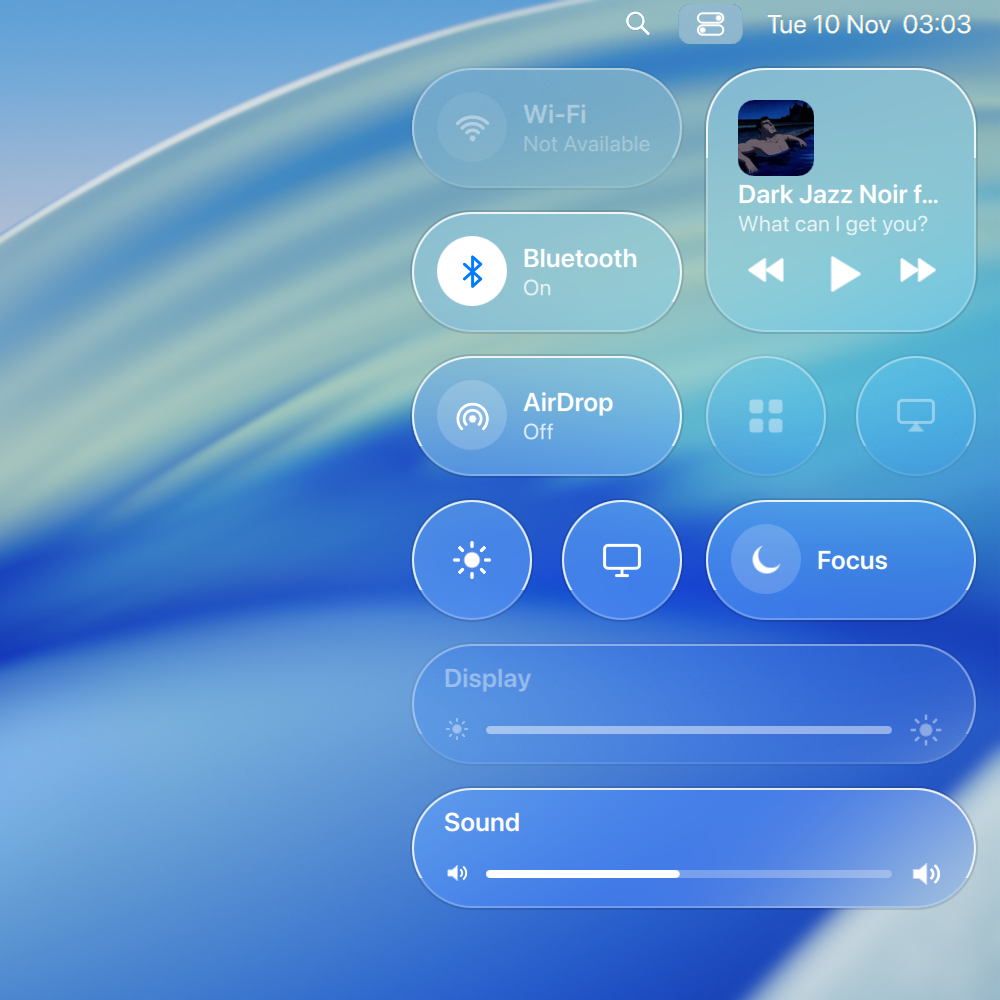 Tue 10 Nov 03:03
Wi-Fi
Not Available
Dark Jazz Noir f...
What can I get you?
Bluetooth
On
AirDrop
Off
Focus
Display
Sound